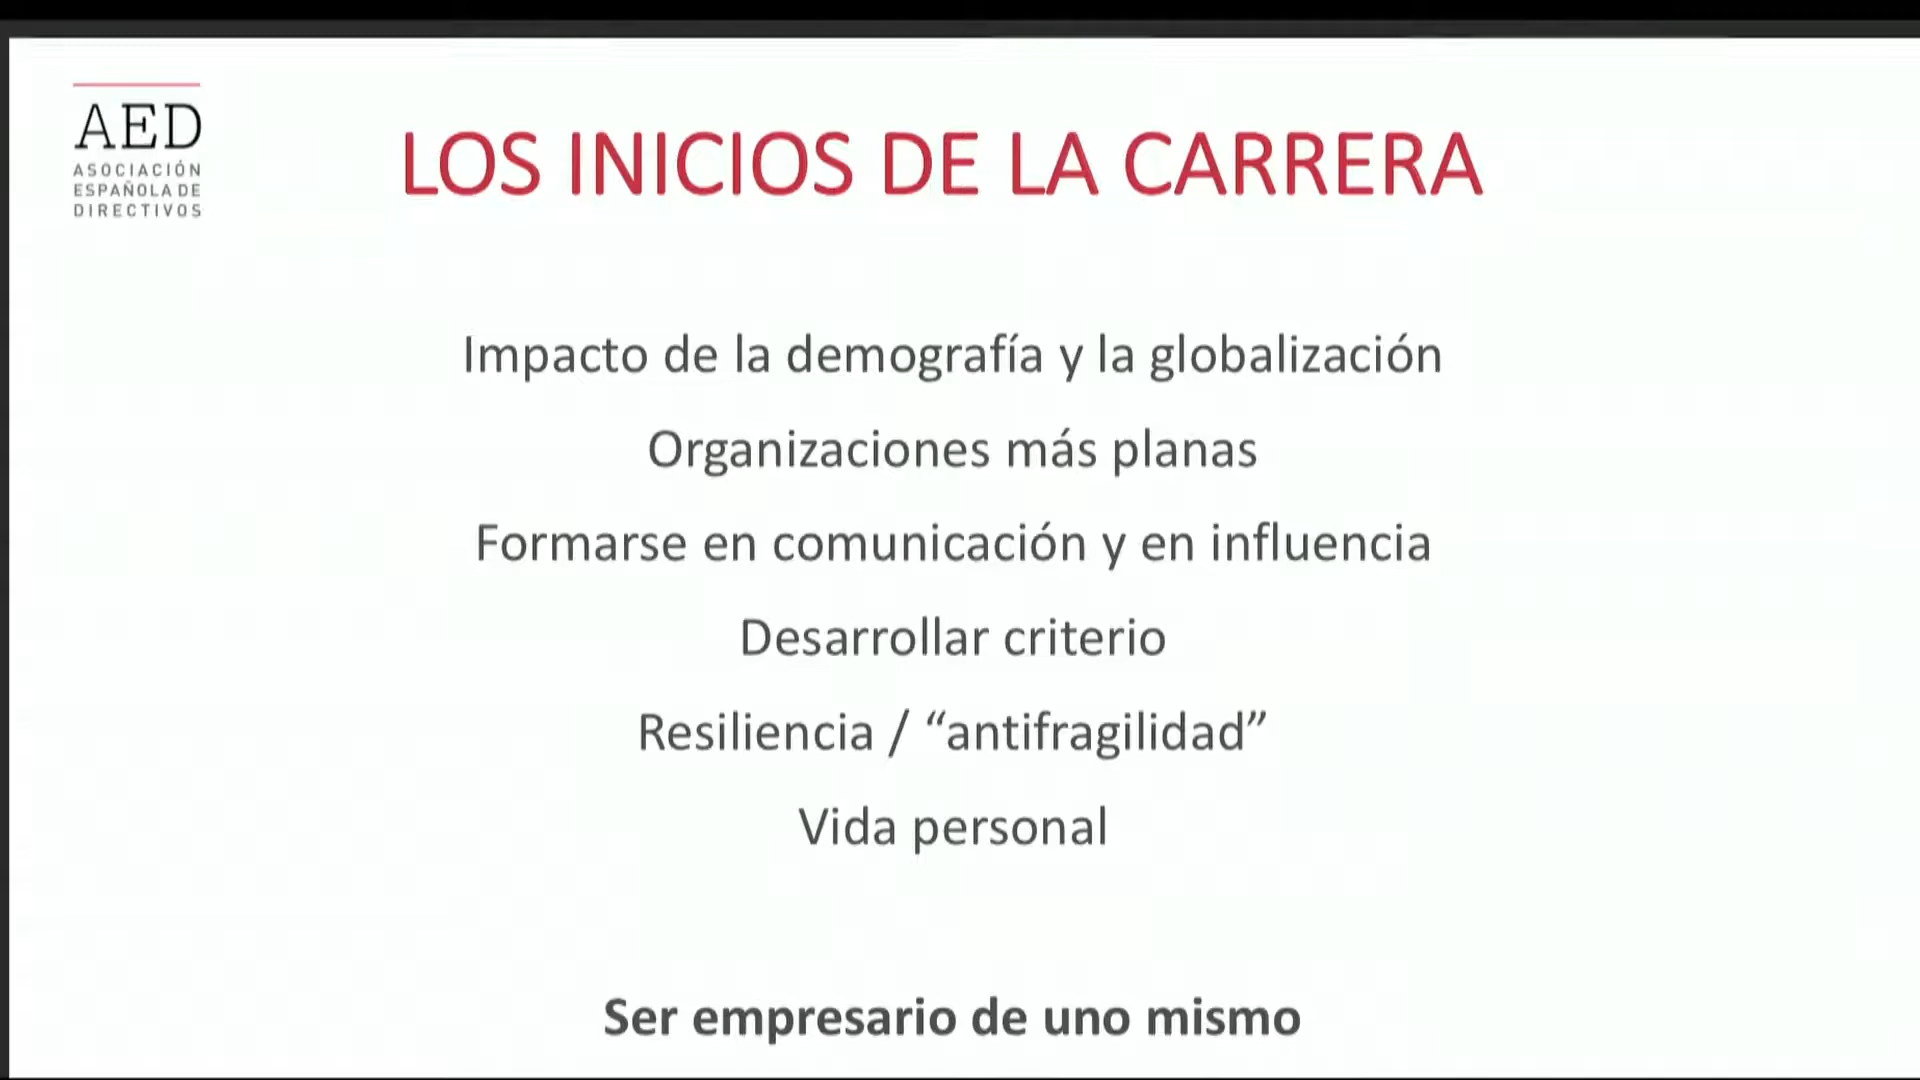 AED
ASOCIACIÓN
ESPAÑOLA DE
DIRECTIVOS
LOS INICIOS DE LA CARRERA
Impacto de la demografía y la globalización
Organizaciones más planas
Formarse en comunicación y en influencia
Desarrollar criterio
Resiliencia / “antifragilidad”
Vida personal
Ser empresario de uno mismo